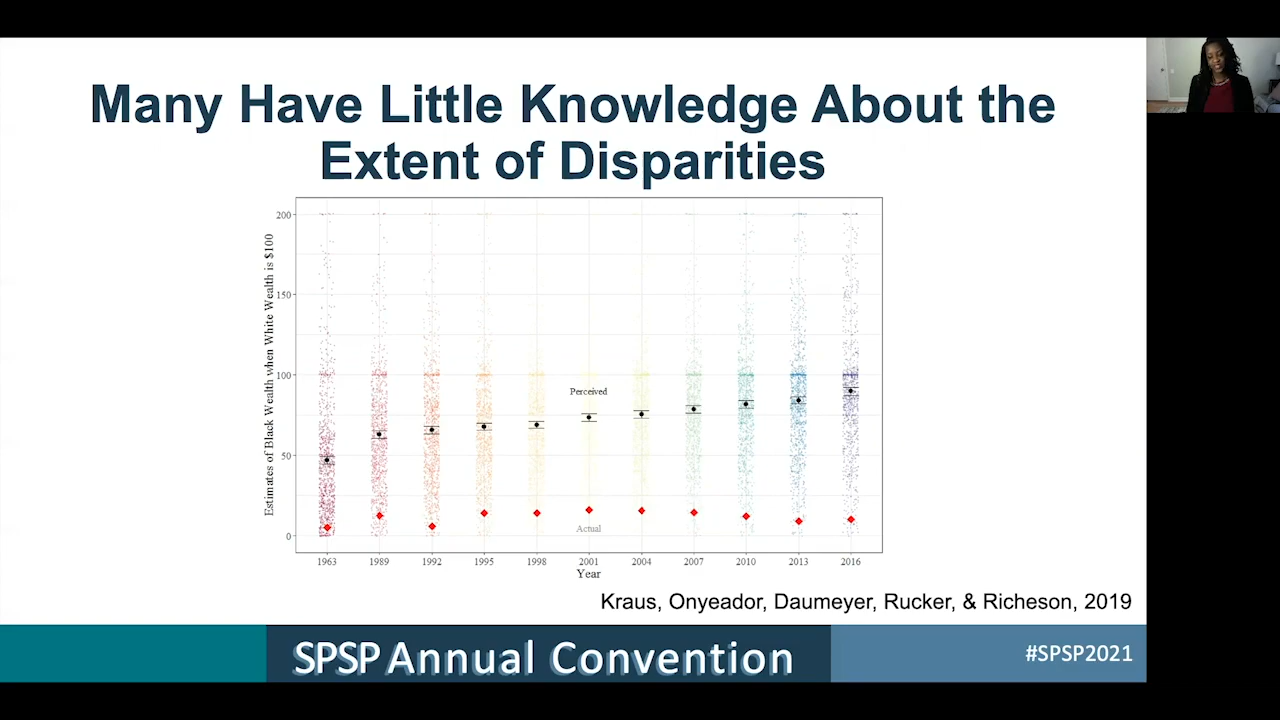 Many Have Little Knowledge About the
Extent of Disparities
Estimates of Black Wealth when White Wealth is $100
200
150
100
50
0
Perceived
Actual
1963 1989 1992 1995 1998 2001 2004 2007 2010 2013 2016
Year
Kraus, Onyeador, Daumeyer, Rucker, & Richeson, 2019
SPSP Annual Convention
#SPSP2021